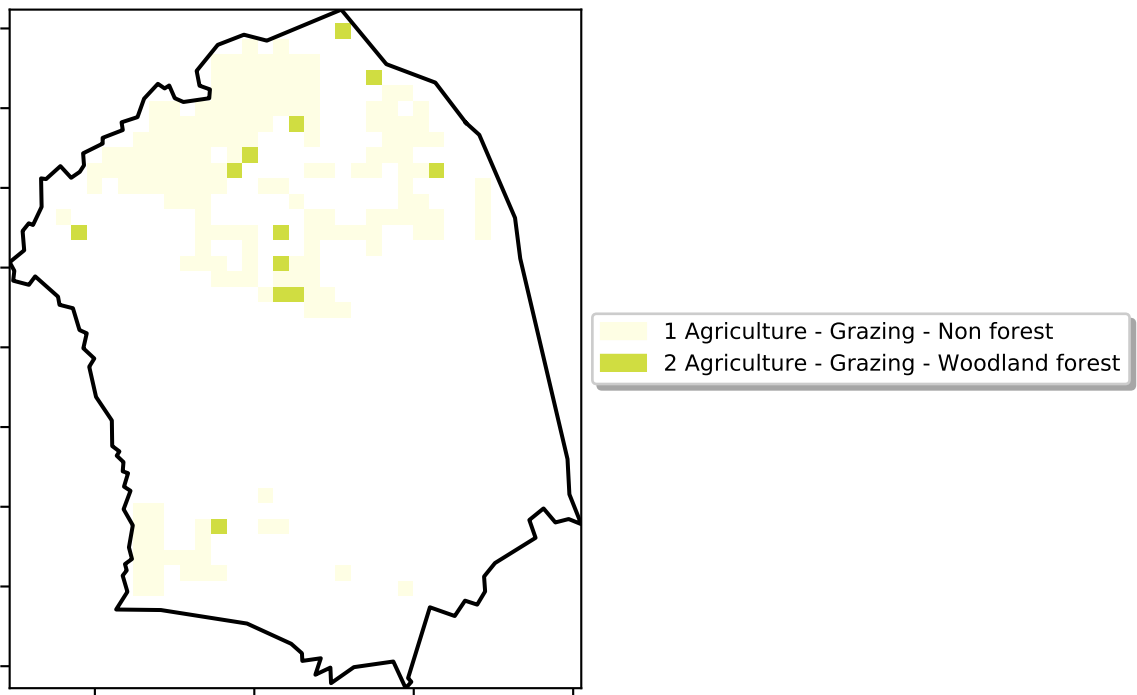 1 Agriculture - Grazing - Non forest
2 Agriculture - Grazing - Woodland forest